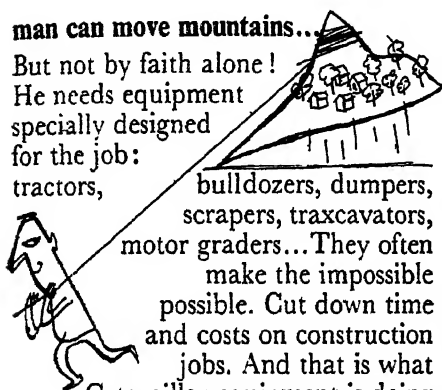 man can move mountains...
But not by faith alone!
He needs equipment
specially designed
for the job:
tractors, bulldozers, dumpers,
scrapers, traxcavators,
motor graders...They often
make the impossible
possible. Cut down time
and costs on construction
jobs. And that is what